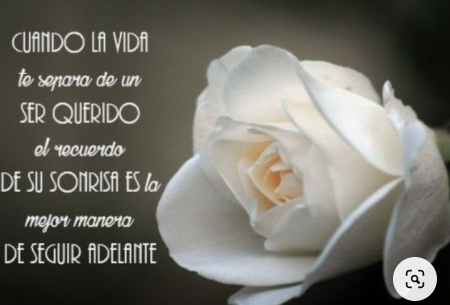 CUANDO LA VIDA
te separa de un
SER QUERIDO
el recuerdo
DE SU SONRISA ES la
mejor manera
DE SEGUIR ADELANTE